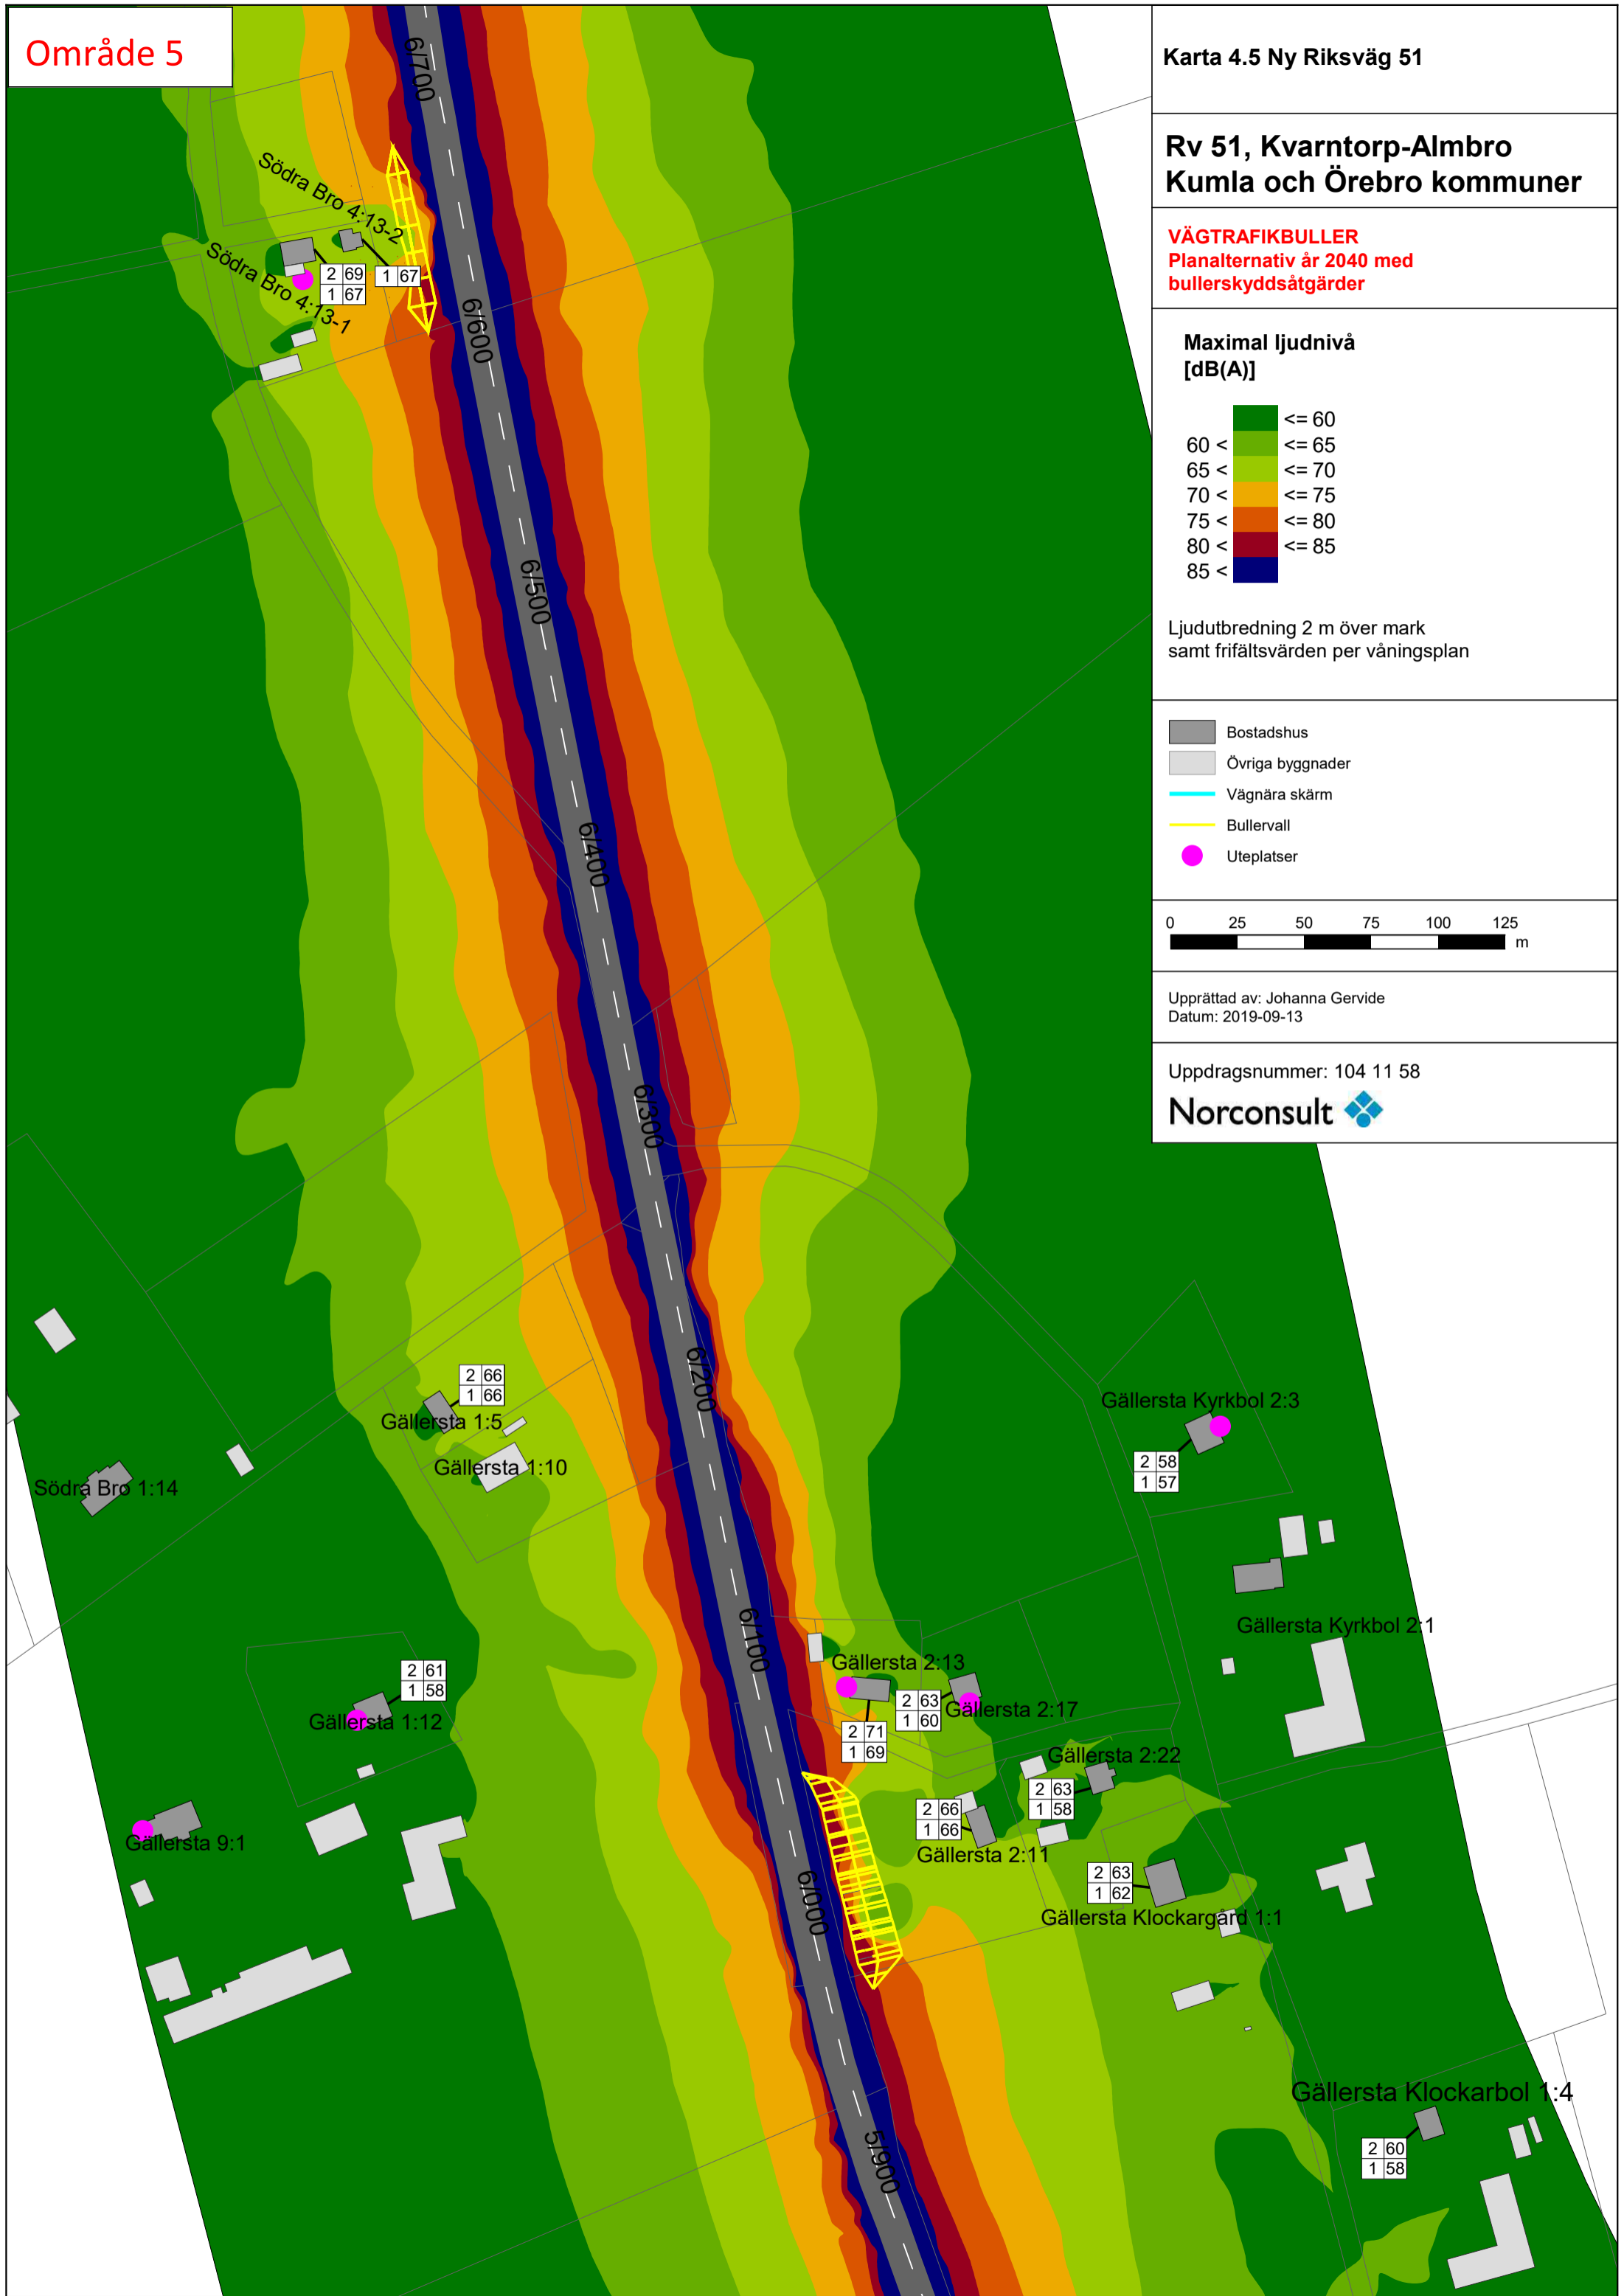 Område 5
Karta 4.5 Ny Riksväg 51
Rv 51, Kvarntorp-Almbro
Kumla och Örebro kommuner
VÄGTRAFIKBULLER
Planalternativ år 2040 med
bullerskyddsåtgärder
Maximal ljudnivå
[dB(A)]
<= 60
60 < <= 65
65 < <= 70
70 < <= 75
75 < <= 80
80 < <= 85
85 <
Ljudutbredning 2 m över mark
samt frifältsvärden per våningsplan
Bostadshus
Övriga byggnader
Vägnära skärm
Bullervall
Uteplatser
0 25 50 75 100 125
m
Upprättad av: Johanna Gervide
Datum: 2019-09-13
Uppdragsnummer: 104 11 58
Norconsult
6/700
Södra Bro 4:13-2
Södra Bro 4:13-1
2 69
1 67
1 67
6/600
6/500
6/400
6/300
6/200
2 66
1 66
Gällersta 1:5
Gällersta 1:10
Södra Bro 1:14
Gällersta Kyrkbol 2:3
2 58
1 57
6/100
Gällersta Kyrkbol 2:1
Gällersta 2:13
2 61
1 58
Gällersta 1:12
2 63
1 60
Gällersta 2:17
2 71
1 69
Gällersta 2:22
2 63
1 58
2 66
1 66
Gällersta 2:11
Gällersta 9:1
2 63
1 62
Gällersta Klockargård 1:1
6/000
Gällersta Klockarbol 1:4
2 60
1 58
5/900